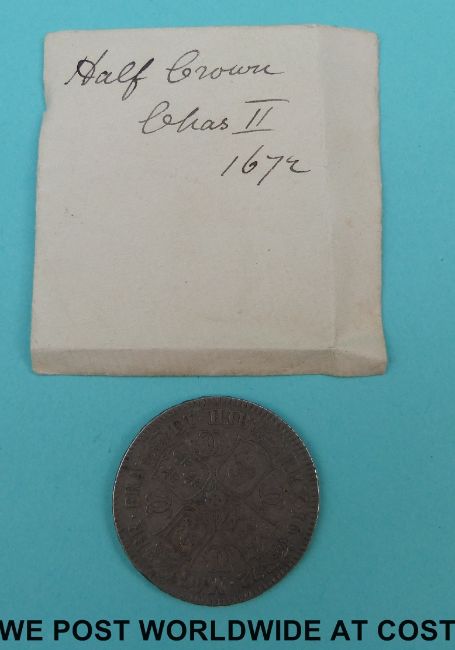 Half Crown
Chas II
1672
WE POST WORLDWIDE AT COST